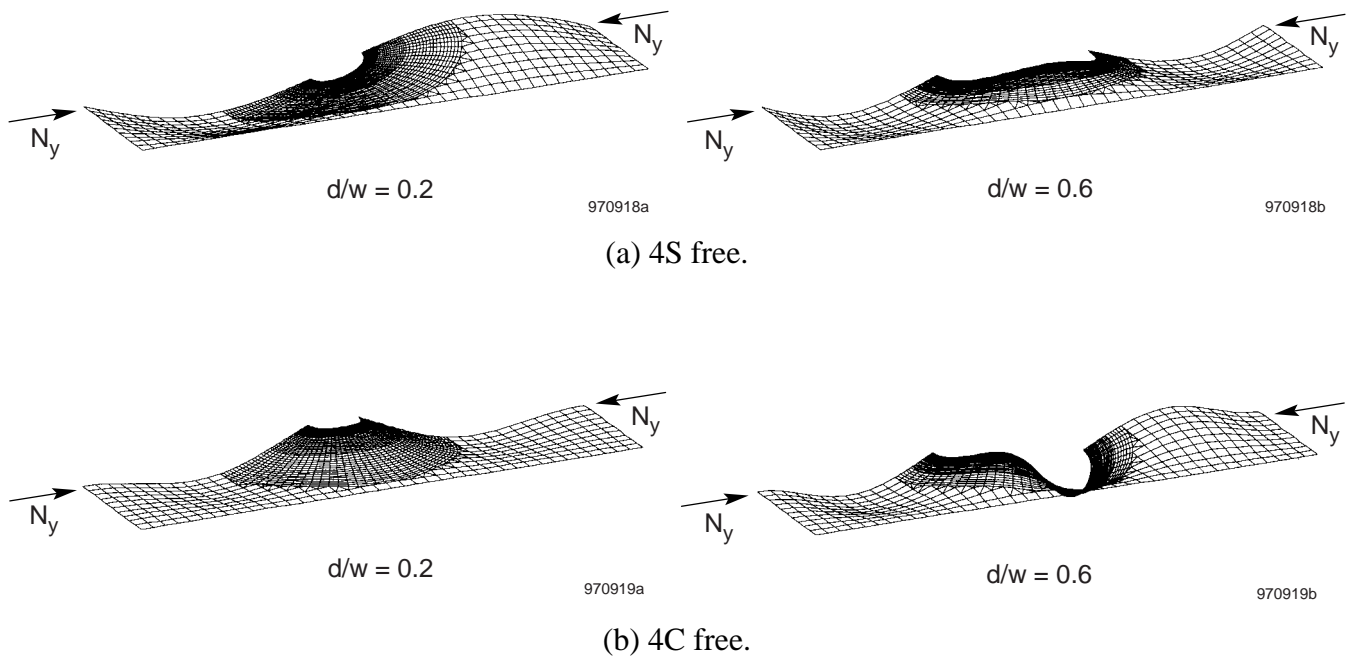 N_y
N_y
N_y
N_y
d/w = 0.2
970918a
d/w = 0.6
970918b
(a) 4S free.
N_y
N_y
N_y
N_y
d/w = 0.2
970919a
d/w = 0.6
970919b
(b) 4C free.